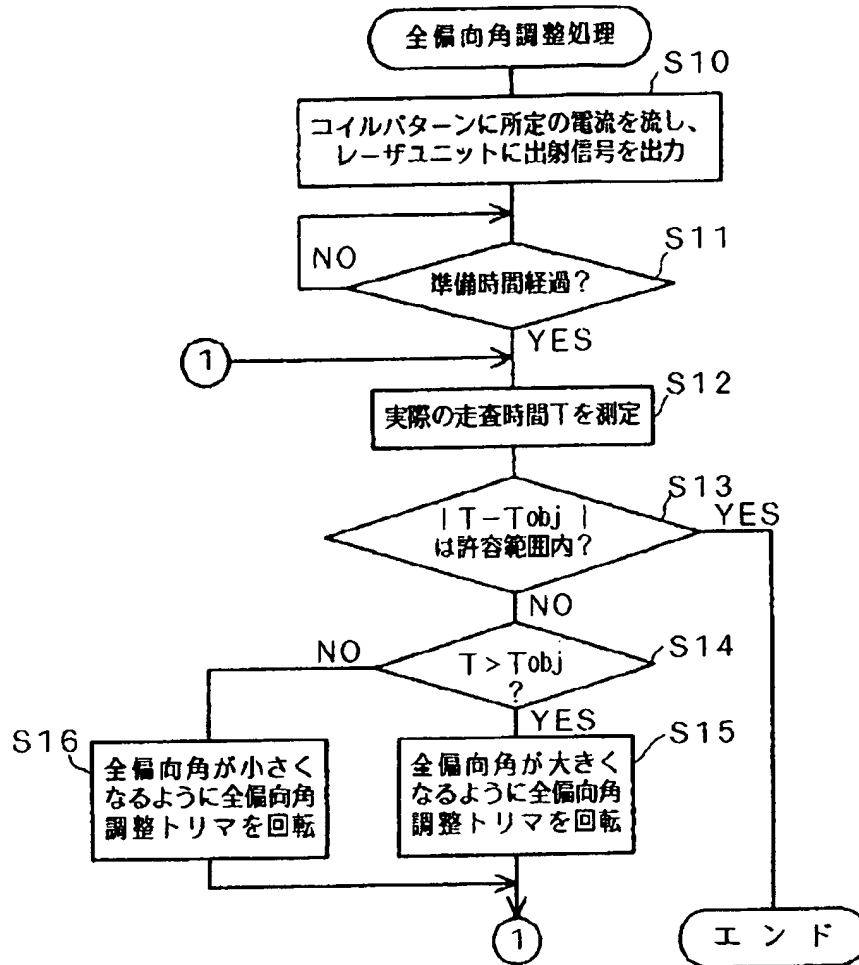 全偏向角調整処理
S10
コイルパターンに所定の電流を流し、
レーザユニットに出射信号を出力
S11
NO
準備時間経過?
YES
1
S12
実際の走査時間Tを測定
S13
|T-Tobj|
は許容範囲内?
YES
NO
S14
NO
T>Tobj
?
YES
S16
全偏向角が小さく
なるように全偏向角
調整トリマを回転
S15
全偏向角が大きく
なるように全偏向角
調整トリマを回転
1
エンド